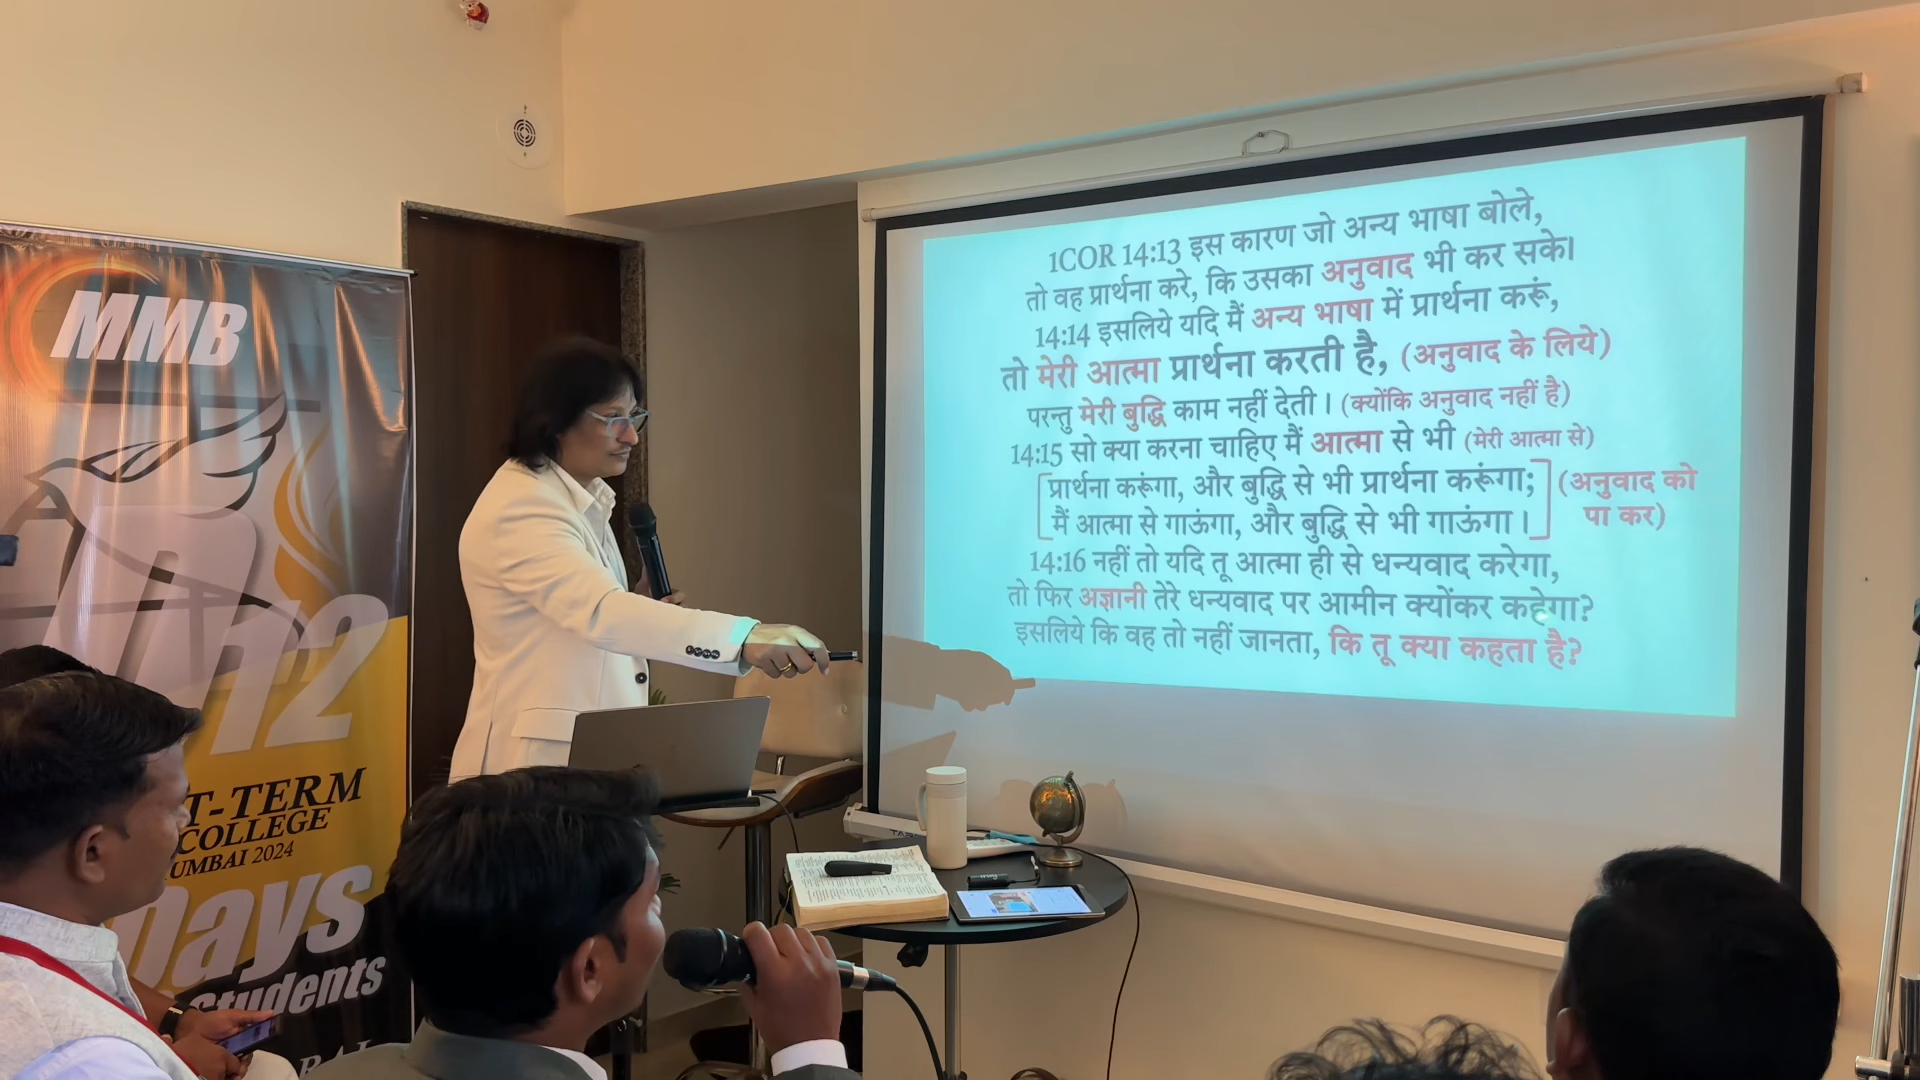 MMB
n12
T-TERM
COLLEGE
UMBAI 2024
Days
Students
1COR 14:13 इस कारण जो अन्य भाषा बोले,
तो वह प्रार्थना करे, कि उसका अनुवाद भी कर सके।
14:14 इसलिये यदि मैं अन्य भाषा में प्रार्थना करूं,
तो मेरी आत्मा प्रार्थना करती है, (अनुवाद के लिये)
परन्तु मेरी बुद्धि काम नहीं देती। (क्योंकि अनुवाद नहीं है)
14:15 सो क्या करना चाहिए मैं आत्मा से भी (मेरी आत्मा से)
प्रार्थना करूंगा, और बुद्धि से भी प्रार्थना करूंगा; (अनुवाद को
मैं आत्मा से गाऊंगा, और बुद्धि से भी गाऊंगा। पा कर)
14:16 नहीं तो यदि तू आत्मा ही से धन्यवाद करेगा,
तो फिर अज्ञानी तेरे धन्यवाद पर आमीन क्योंकर कहेगा?
इसलिये कि वह तो नहीं जानता, कि तू क्या कहता है?